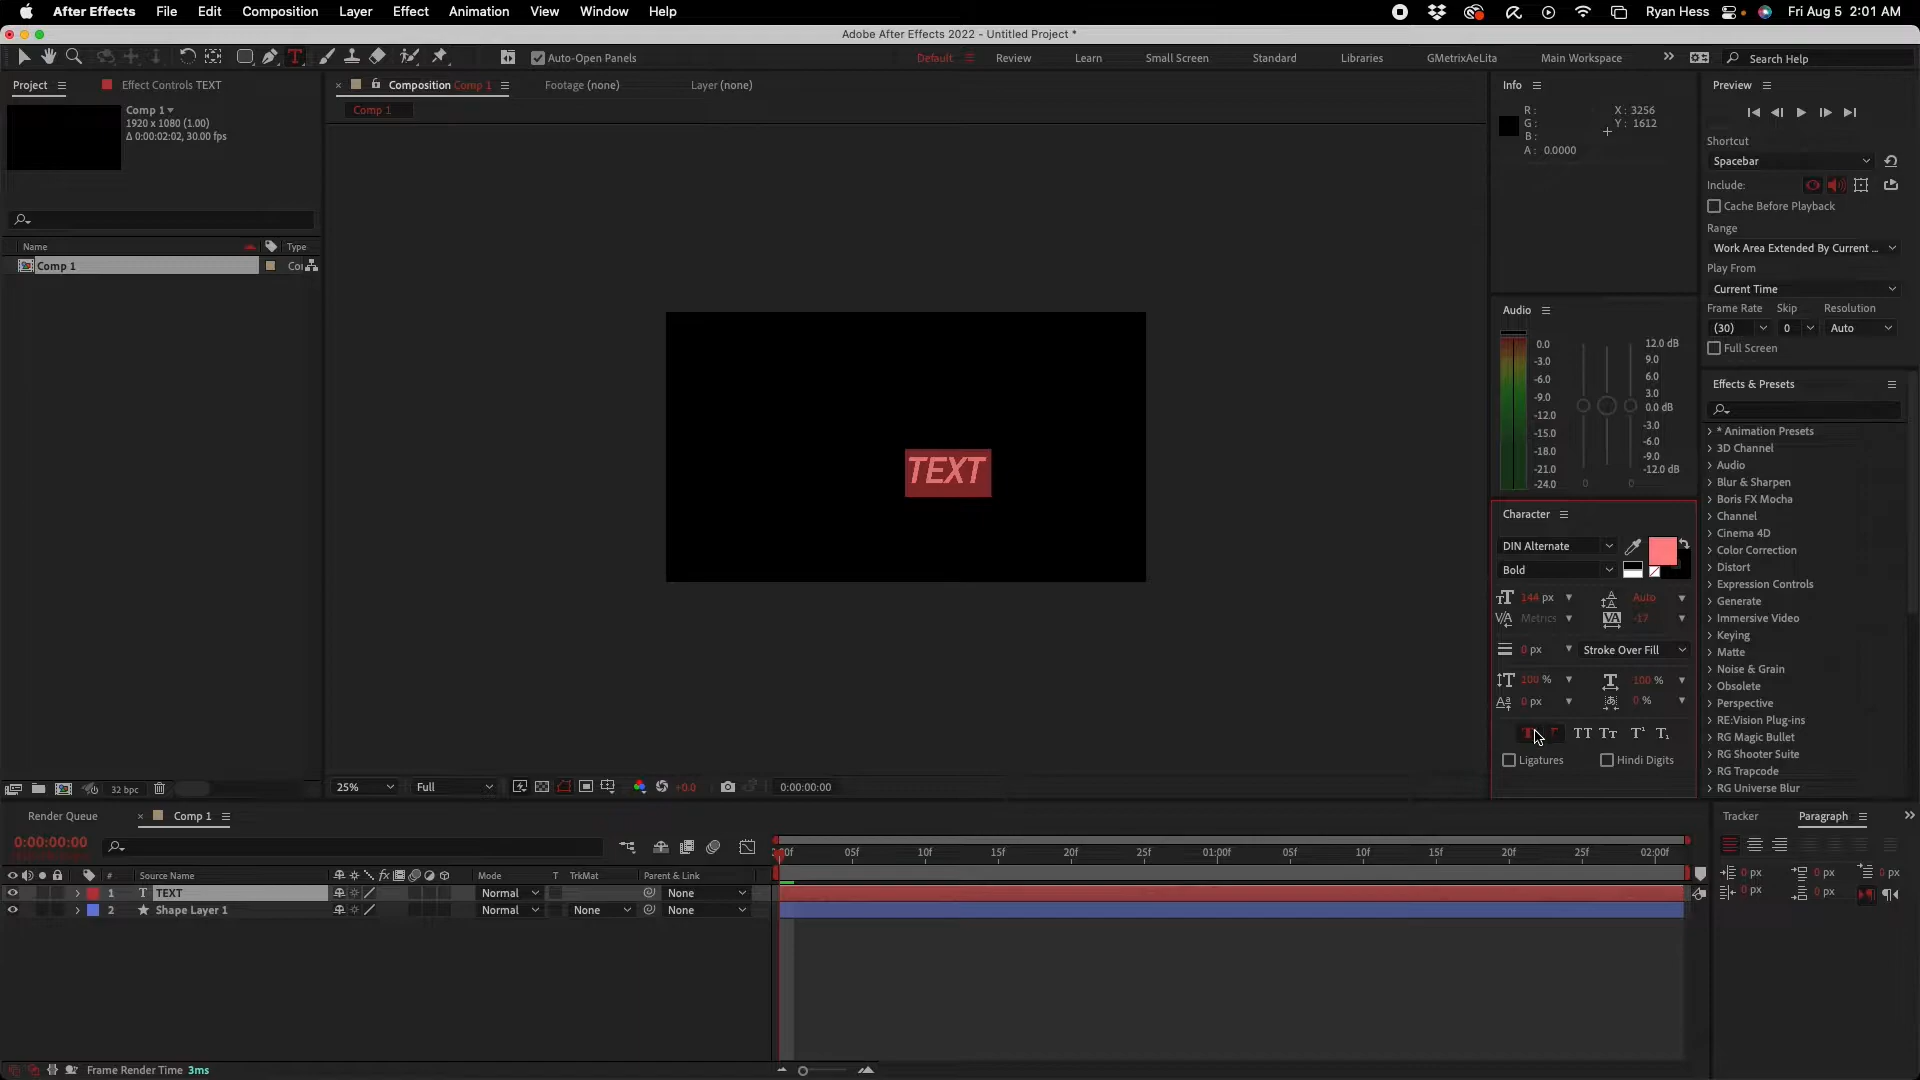 After Effects File Edit Composition Layer Effect Animation View Window Help Ryan Hess Fri Aug 5 2:01 AM
Adobe After Effects 2022 - Untitled Project *
Auto-Open Panels Default Review Learn Small Screen Standard Libraries GMetrixAeLita Main Workspace Search Help
Project Effect Controls TEXT Composition Comp 1 Footage (none) Layer (none) Info Preview
Comp 1
1920 x 1080 (1.00)
Δ 0:00:02:02, 30.00 fps
Comp 1
R: X: 3256
G: Y: 1612
B:
A: 0.0000
Shortcut
Spacebar
Include:
Cache Before Playback
Range
Work Area Extended By Current ...
Play From
Current Time
Frame Rate Skip Resolution
(30) 0 Auto
Full Screen
Name Type
Comp 1
TEXT
Audio
0.0 12.0 dB
-3.0 9.0
-6.0 6.0
-9.0 3.0
-12.0 0.0 dB
-15.0 -3.0
-18.0 -6.0
-21.0 -9.0
-24.0 0 0 -12.0 dB
Character
DIN Alternate
Bold
144 px Auto
Metrics -17
0 px Stroke Over Fill
100 %
0 px 0 %
Ligatures Hindi Digits
Effects & Presets
* Animation Presets
3D Channel
Audio
Blur & Sharpen
Boris FX Mocha
Channel
Cinema 4D
Color Correction
Distort
Expression Controls
Generate
Immersive Video
Keying
Matte
Noise & Grain
Obsolete
Perspective
RE:Vision Plug-ins
RG Magic Bullet
RG Shooter Suite
RG Trapcode
RG Universe Blur
32 bpc 25% Full +0.0 0:00:00:00
Render Queue Comp 1
0:00:00:00
05f 10f 15f 20f 25f 01:00f 05f 10f 15f 20f 25f 02:00f
# Source Name Mode T TrkMat Parent & Link
1 T TEXT Normal None
2 Shape Layer 1 Normal None None
Tracker Paragraph
0 px 0 px 0 px
0 px 0 px
Frame Render Time 3ms